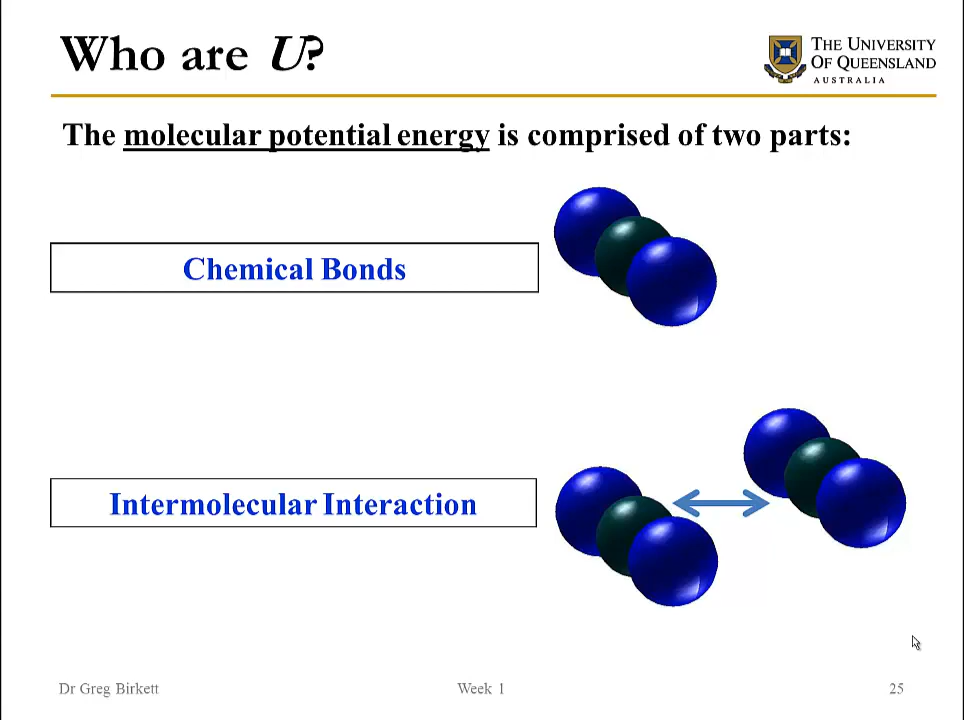 Who are U?
THE UNIVERSITY
OF QUEENSLAND
AUSTRALIA
The molecular potential energy is comprised of two parts:
Chemical Bonds
Intermolecular Interaction
Dr Greg Birkett
Week 1
25